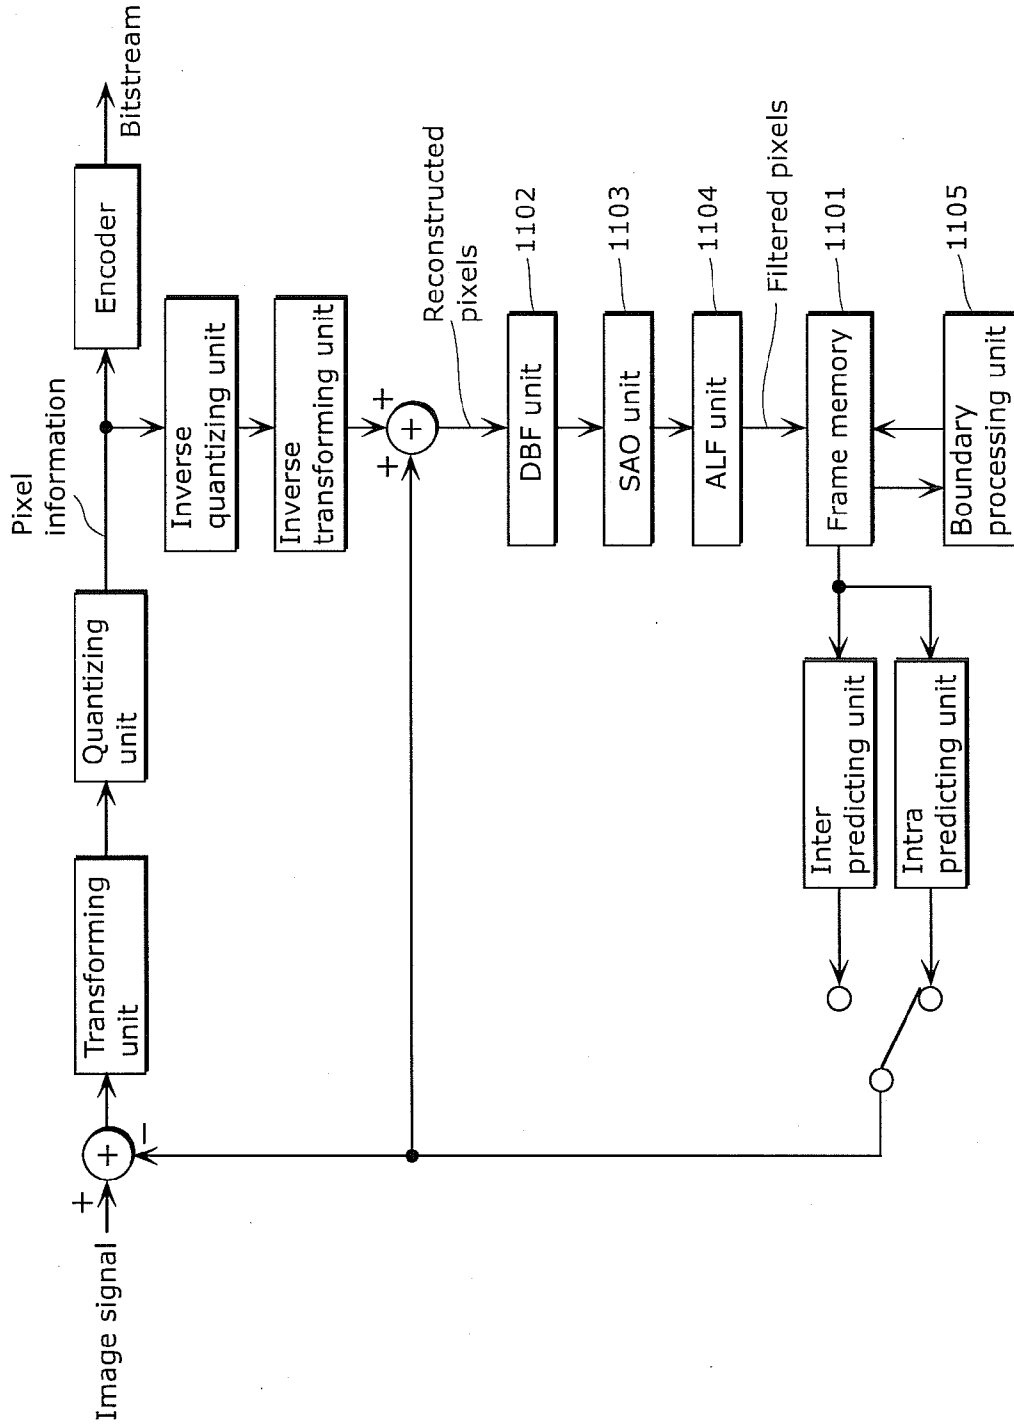 Image signal
+
+
−
Transforming
unit
Quantizing
unit
Pixel
information
Encoder
Bitstream
Inverse
quantizing unit
Inverse
transforming unit
+
+
+
Reconstructed
pixels
DBF unit
1102
SAO unit
1103
ALF unit
1104
Filtered pixels
Frame memory
1101
Boundary
processing unit
1105
Inter
predicting unit
Intra
predicting unit